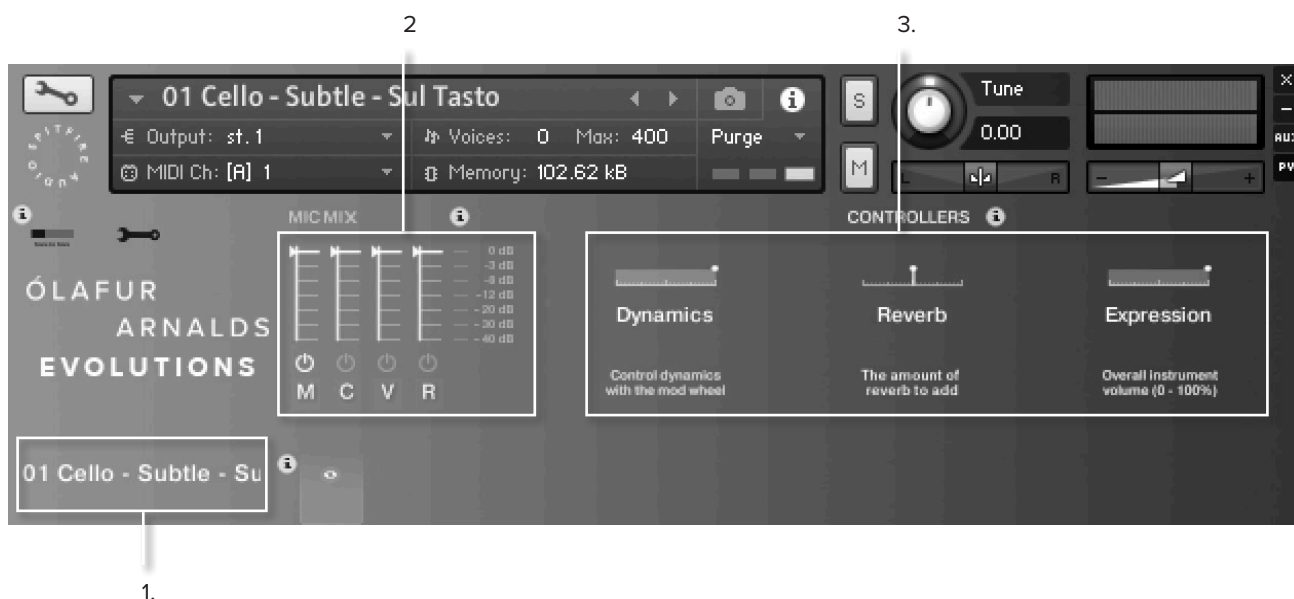 2
3.
01 Cello - Subtle - Sul Tasto
i
S
Tune
0.00
Output: st.1
Voices: 0 Max: 400
Purge
MIDI Ch: [A] 1
Memory: 102.62 kB
M
L
R
-
+
×
-
AUX
PV
SPITFIRE AUDIO
MIC MIX
i
CONTROLLERS i
0 dB
-3 dB
-12 dB
-20 dB
-30 dB
-40 dB
M C V R
ÓLAFUR
ARNALDS
EVOLUTIONS
Dynamics
Control dynamics
with the mod wheel
Reverb
The amount of
reverb to add
Expression
Overall instrument
volume (0 - 100%)
01 Cello - Subtle - Su
i
1.